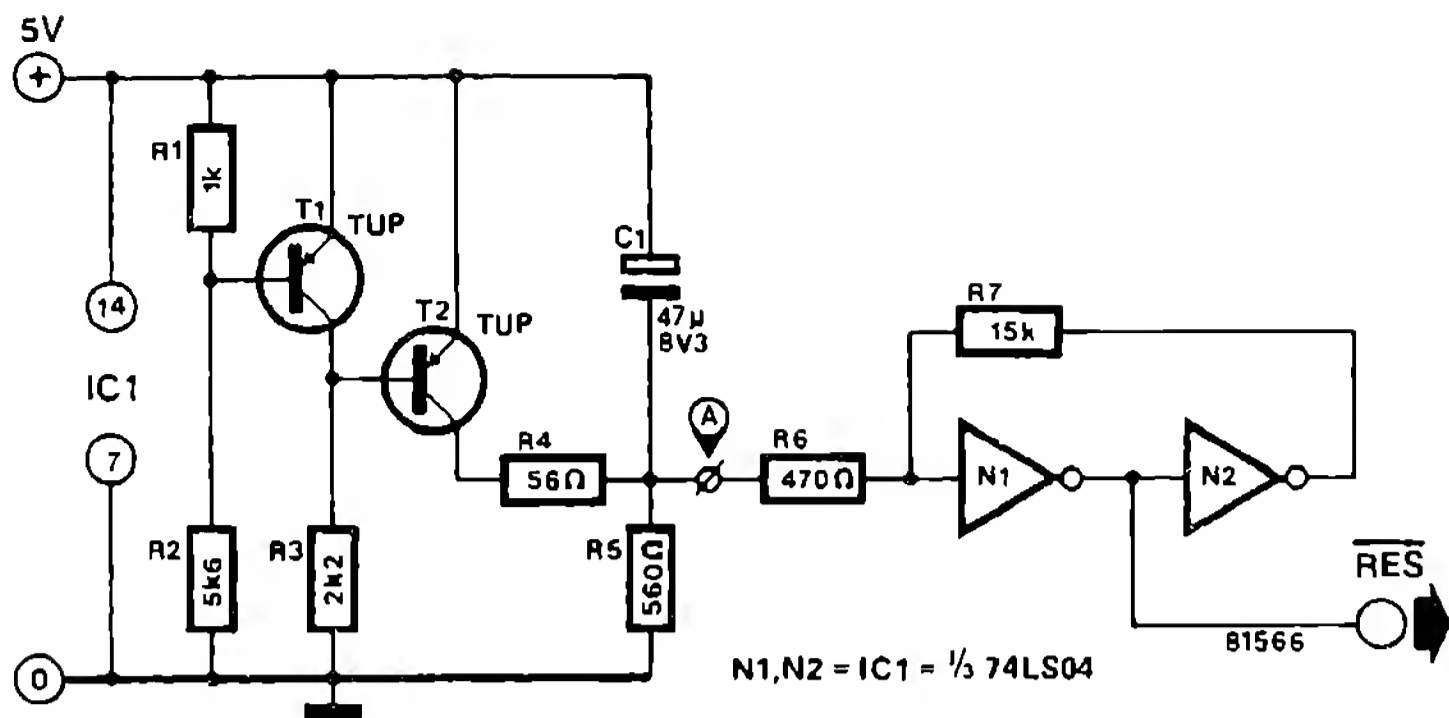 5V
+
R1
1k
T1
TUP
14
T2
TUP
C1
47µ
8V3
IC1
7
R2
5k6
R3
2k2
R4
56Ω
R5
560Ω
A
R6
470Ω
R7
15k
N1
N2
RES
81566
0
N1,N2 = IC1 = ⅓ 74LS04